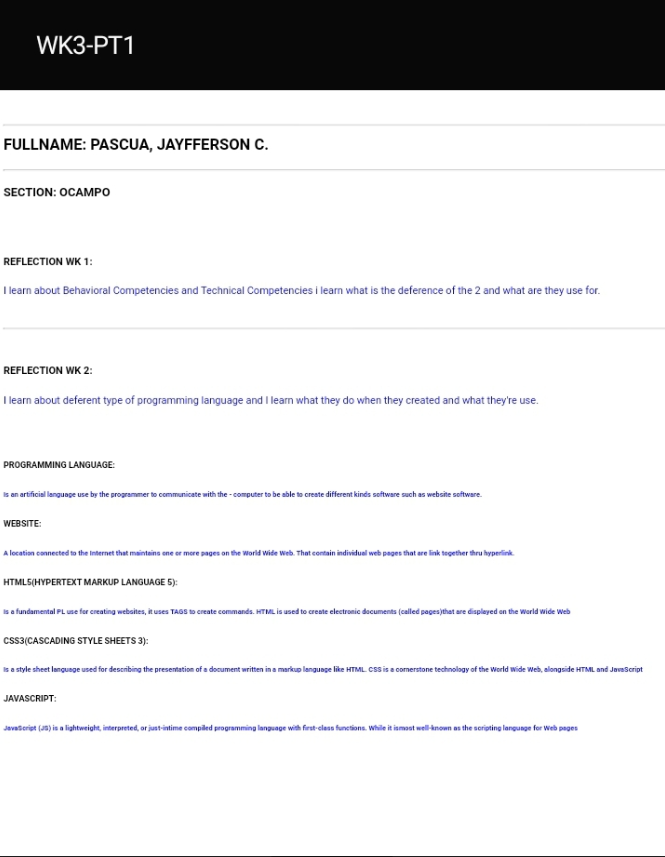 WK3-PT1
FULLNAME: PASCUA, JAYFFERSON C.
SECTION: OCAMPO
REFLECTION WK 1:
I learn about Behavioral Competencies and Technical Competencies i learn what is the deference of the 2 and what are they use for.
REFLECTION WK 2:
I learn about deferent type of programming language and I learn what they do when they created and what they're use.
PROGRAMMING LANGUAGE:
Is an artificial language use by the programmer to communicate with the - computer to be able to create different kinds software such as website software.
WEBSITE:
A location connected to the Internet that maintains one or more pages on the World Wide Web. That contain individual web pages that are link together thru hyperlink.
HTML5(HYPERTEXT MARKUP LANGUAGE 5):
Is a fundamental PL use for creating websites, it uses TAGS to create commands. HTML is used to create electronic documents (called pages)that are displayed on the World Wide Web
CSS3(CASCADING STYLE SHEETS 3):
Is a style sheet language used for describing the presentation of a document written in a markup language like HTML. CSS is a cornerstone technology of the World Wide Web, alongside HTML and JavaScript
JAVASCRIPT:
JavaScript (JS) is a lightweight, interpreted, or just-intime compiled programming language with first-class functions. While it ismost well-known as the scripting language for Web pages